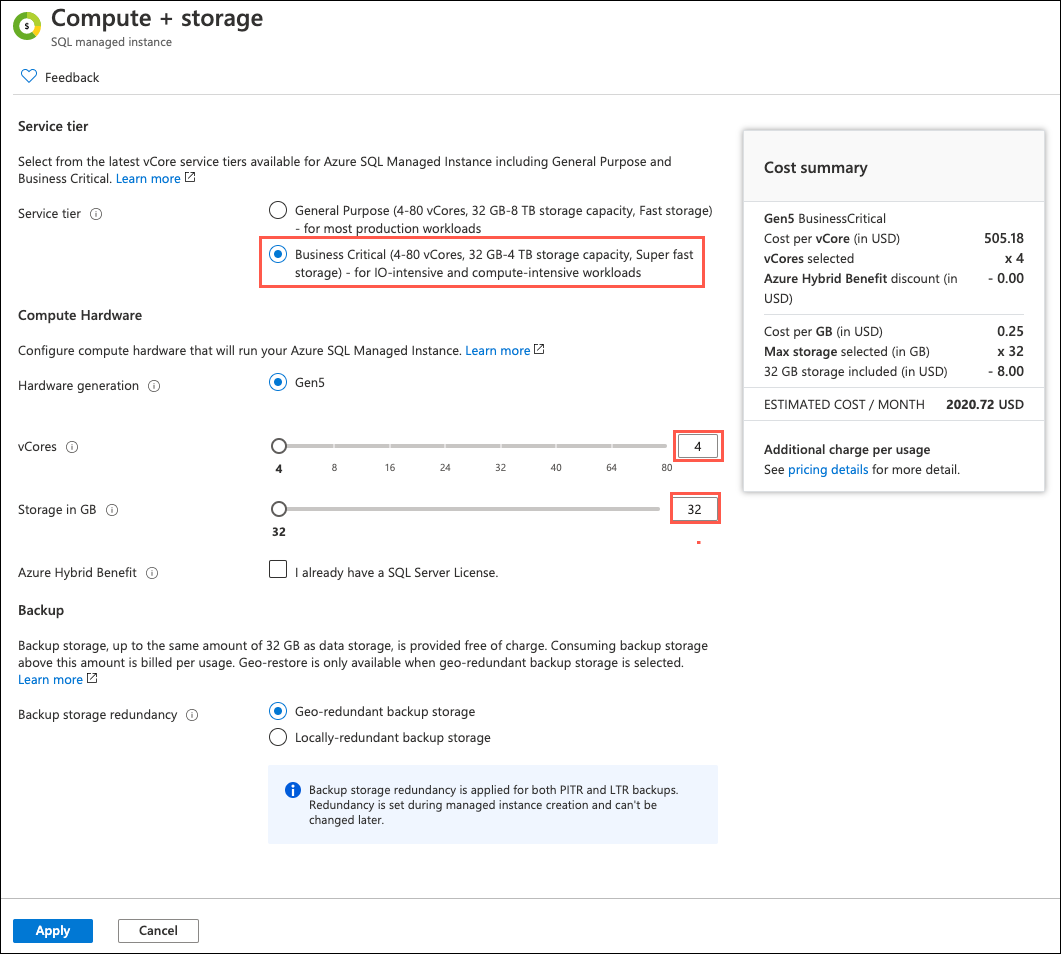 Compute + storage
SQL managed instance
Feedback
Service tier
Select from the latest vCore service tiers available for Azure SQL Managed Instance including General Purpose and
Business Critical. Learn more
Service tier
General Purpose (4-80 vCores, 32 GB-8 TB storage capacity, Fast storage)
- for most production workloads
Business Critical (4-80 vCores, 32 GB-4 TB storage capacity, Super fast
storage) - for IO-intensive and compute-intensive workloads
Compute Hardware
Configure compute hardware that will run your Azure SQL Managed Instance. Learn more
Hardware generation
Gen5
vCores
4
4 8 16 24 32 40 64 80
Storage in GB
32
32
Azure Hybrid Benefit
I already have a SQL Server License.
Backup
Backup storage, up to the same amount of 32 GB as data storage, is provided free of charge. Consuming backup storage
above this amount is billed per usage. Geo-restore is only available when geo-redundant backup storage is selected.
Learn more
Backup storage redundancy
Geo-redundant backup storage
Locally-redundant backup storage
Backup storage redundancy is applied for both PITR and LTR backups.
Redundancy is set during managed instance creation and can't be
changed later.
Apply
Cancel
Cost summary
Gen5 BusinessCritical
Cost per vCore (in USD) 505.18
vCores selected x 4
Azure Hybrid Benefit discount (in - 0.00
USD)
Cost per GB (in USD) 0.25
Max storage selected (in GB) x 32
32 GB storage included (in USD) - 8.00
ESTIMATED COST / MONTH 2020.72 USD
Additional charge per usage
See pricing details for more detail.